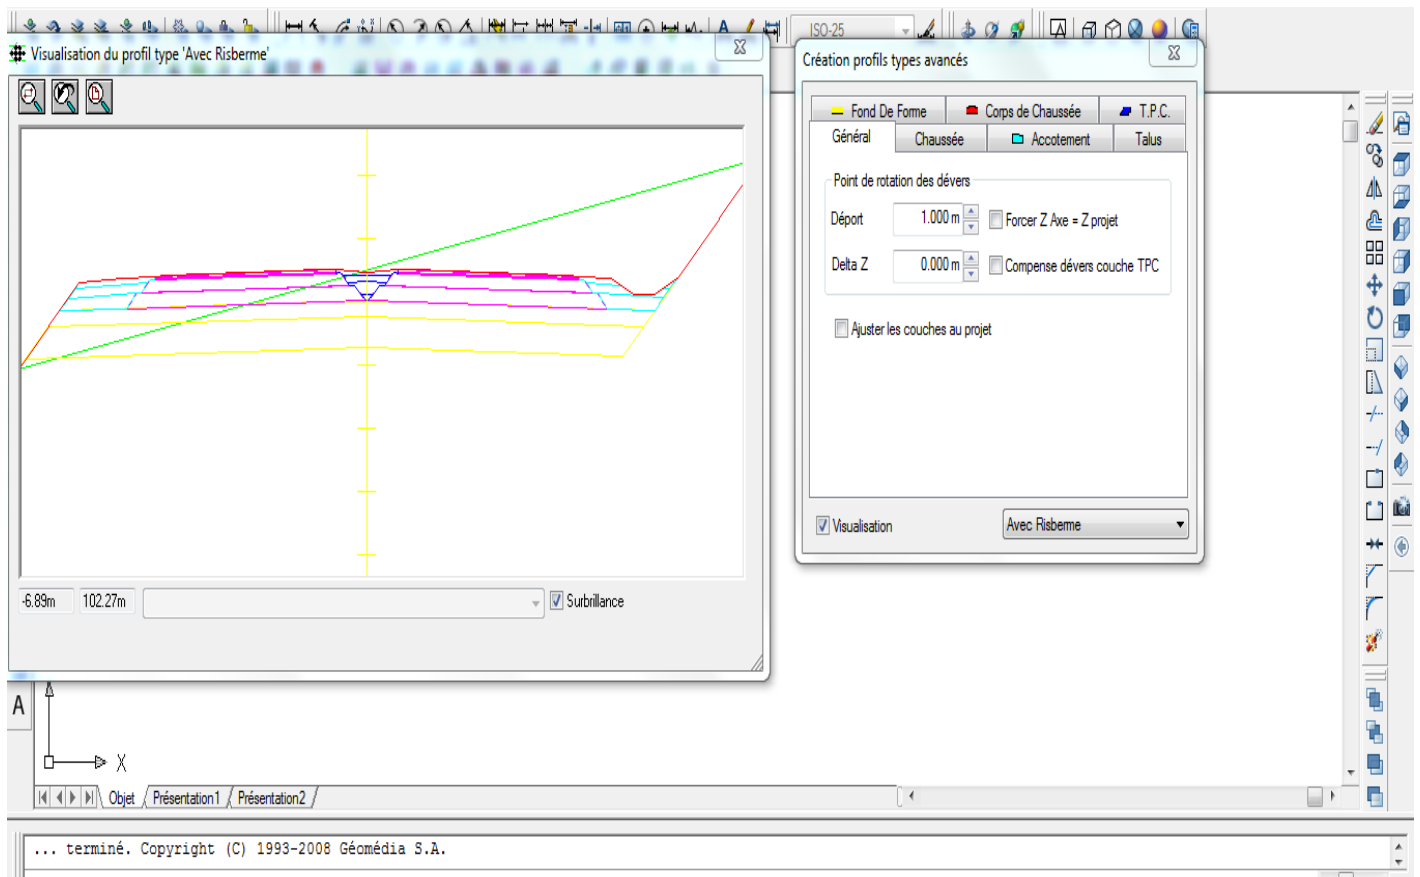 ISO-25
Visualisation du profil type 'Avec Risberme'
Création profils types avancés
Fond De Forme
Corps de Chaussée
T.P.C.
Général
Chaussée
Accotement
Talus
Point de rotation des dévers
Déport
1.000 m
Forcer Z Axe = Z projet
Delta Z
0.000 m
Compense dévers couche TPC
Ajuster les couches au projet
Visualisation
Avec Risberme
-6.89m
102.27m
Surbrillance
A
X
Objet
Présentation1
Présentation2
... terminé. Copyright (C) 1993-2008 Géomédia S.A.